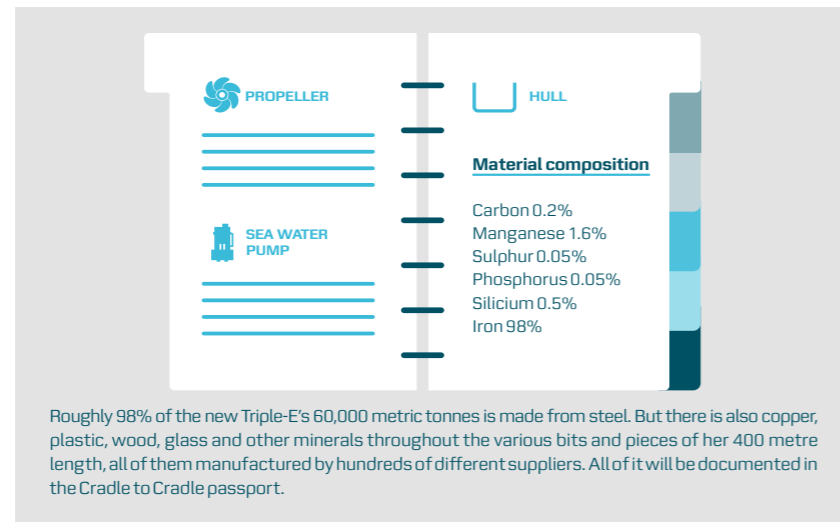 PROPELLER
SEA WATER
PUMP
HULL
Material composition
Carbon 0.2%
Manganese 1.6%
Sulphur 0.05%
Phosphorus 0.05%
Silicium 0.5%
Iron 98%
Roughly 98% of the new Triple-E's 60,000 metric tonnes is made from steel. But there is also copper,
plastic, wood, glass and other minerals throughout the various bits and pieces of her 400 metre
length, all of them manufactured by hundreds of different suppliers. All of it will be documented in
the Cradle to Cradle passport.